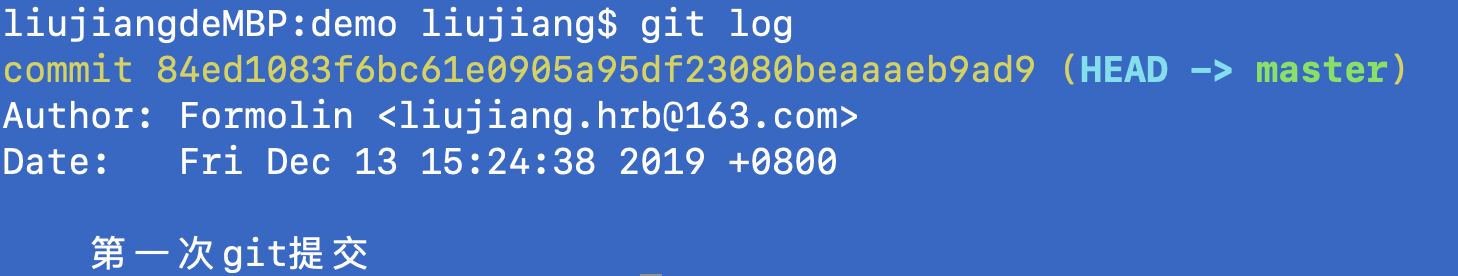 liujiangdeMBP:demo liujiang$ git log
commit 84ed1083f6bc61e0905a95df23080beaaaeb9ad9 (HEAD -> master)
Author: Formolin <liujiang.hrb@163.com>
Date:   Fri Dec 13 15:24:38 2019 +0800
第一次git提交